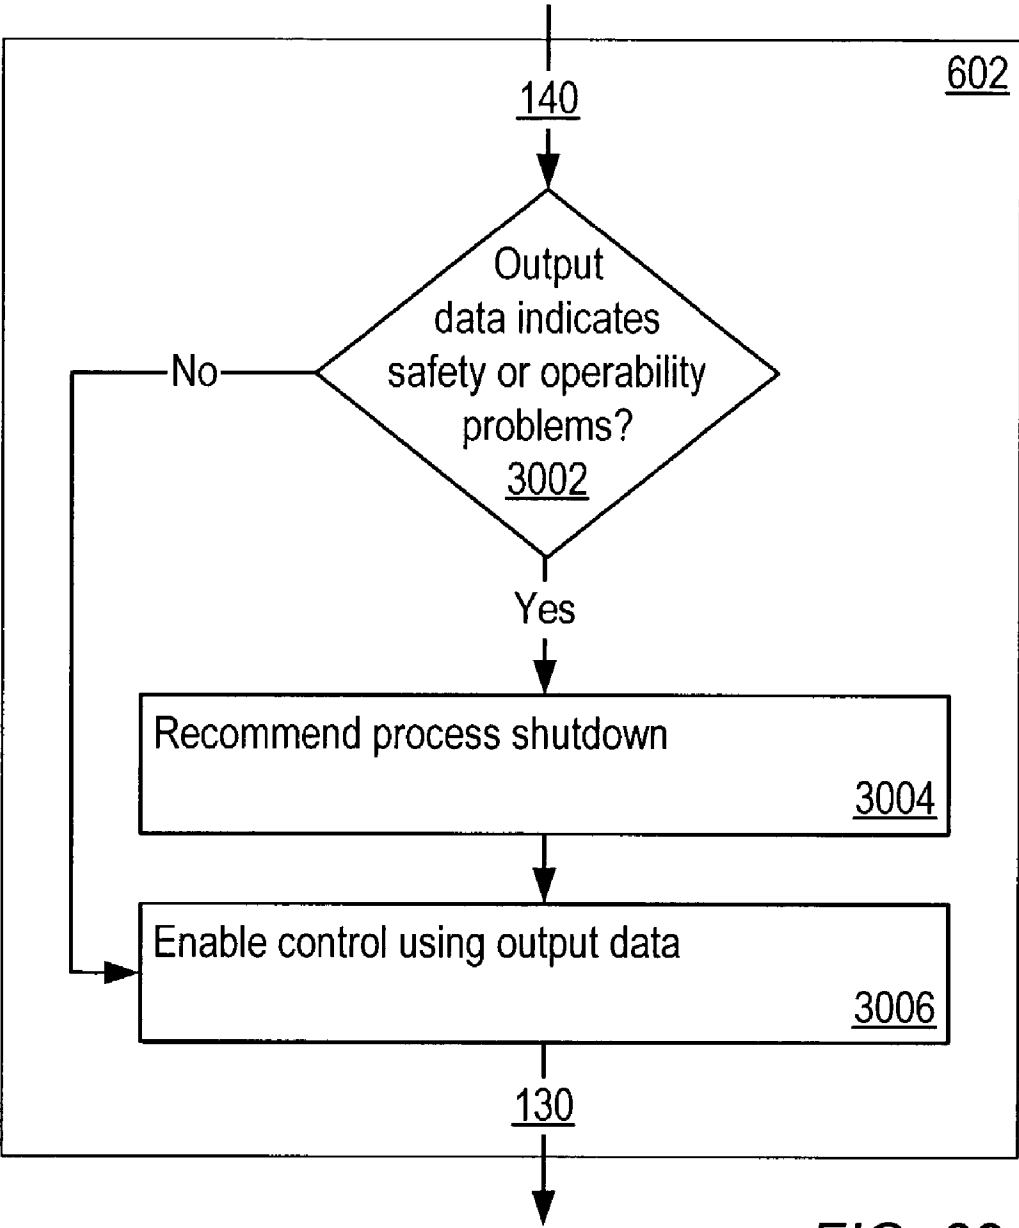 602
140
Output
data indicates
safety or operability
problems?
3002
No
Yes
Recommend process shutdown
3004
Enable control using output data
3006
130